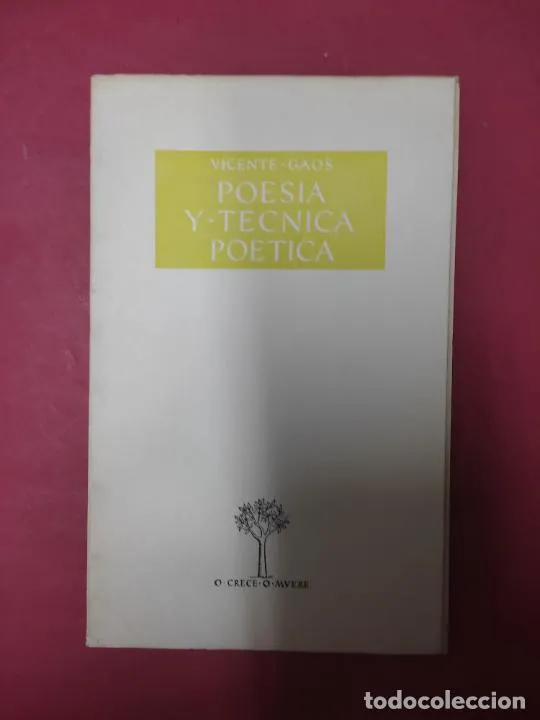 VICENTE·GAOS
POESIA
Y·TECNICA
POETICA
O·CRECE·O·MVERE
todocoleccion